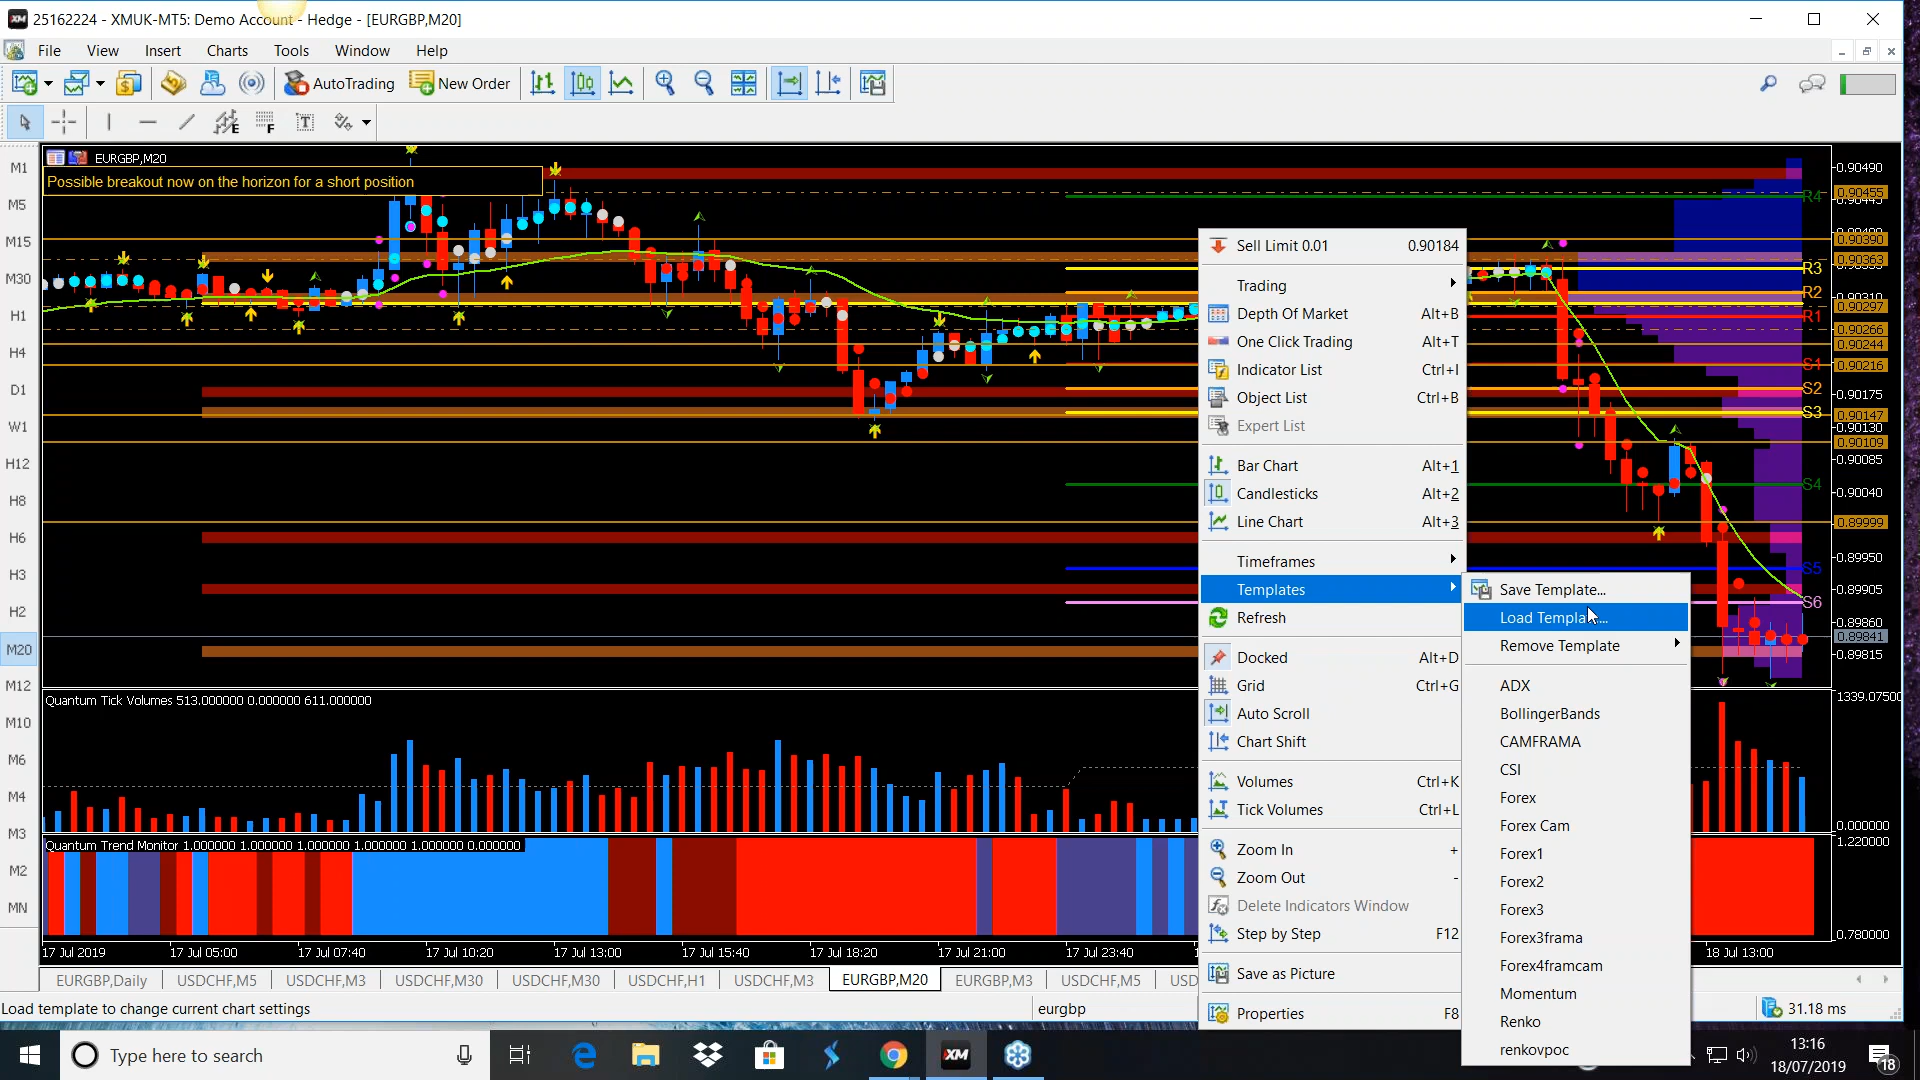 25162224 - XMUK-MT5: Demo Account - Hedge - [EURGBP,M20]
File View Insert Charts Tools Window Help
AutoTrading New Order
EURGBP,M20
Possible breakout now on the horizon for a short position
M1
M5
M15
M30
H1
H4
D1
W1
H12
H8
H6
H3
H2
M20
M12
M10
M6
M4
M3
M2
MN
R4
R3
R2
R1
S1
S2
S3
S4
S5
S6
0.90490
0.90455
0.90445
0.90390
0.90363
0.90297
0.90266
0.90244
0.90216
0.90175
0.90147
0.90130
0.90109
0.90085
0.90040
0.89999
0.89950
0.89905
0.89860
0.89841
0.89815
Sell Limit 0.01 0.90184
Trading
Depth Of Market Alt+B
One Click Trading Alt+T
Indicator List Ctrl+I
Object List Ctrl+B
Expert List
Bar Chart Alt+1
Candlesticks Alt+2
Line Chart Alt+3
Timeframes
Templates
Refresh
Docked Alt+D
Grid Ctrl+G
Auto Scroll
Chart Shift
Volumes Ctrl+K
Tick Volumes Ctrl+L
Zoom In +
Zoom Out -
Delete Indicators Window
Step by Step F12
Save as Picture
Properties F8
Save Template...
Load Template...
Remove Template
ADX
BollingerBands
CAMFRAMA
CSI
Forex
Forex Cam
Forex1
Forex2
Forex3
Forex3frama
Forex4framcam
Momentum
Renko
renkovpoc
Quantum Tick Volumes 513.000000 0.000000 611.000000
1339.07500
0.000000
Quantum Trend Monitor 1.000000 1.000000 1.000000 1.000000 1.000000 0.000000
1.220000
0.780000
17 Jul 2019 17 Jul 05:00 17 Jul 07:40 17 Jul 10:20 17 Jul 13:00 17 Jul 15:40 17 Jul 18:20 17 Jul 21:00 17 Jul 23:40 18 Jul 13:00
EURGBP,Daily USDCHF,M5 USDCHF,M3 USDCHF,M30 USDCHF,M30 USDCHF,H1 USDCHF,M3 EURGBP,M20 EURGBP,M3 USDCHF,M5 USD
Load template to change current chart settings eurgbp 31.18 ms
Type here to search XM
13:16
18/07/2019
18